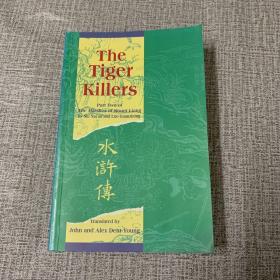 The
Tiger
Killers
Part Two of
The Marshes of Mount Liang
by Shi Nai'an and Luo Guanzhong
水滸傳
translated by
John and Alex Dent-Young